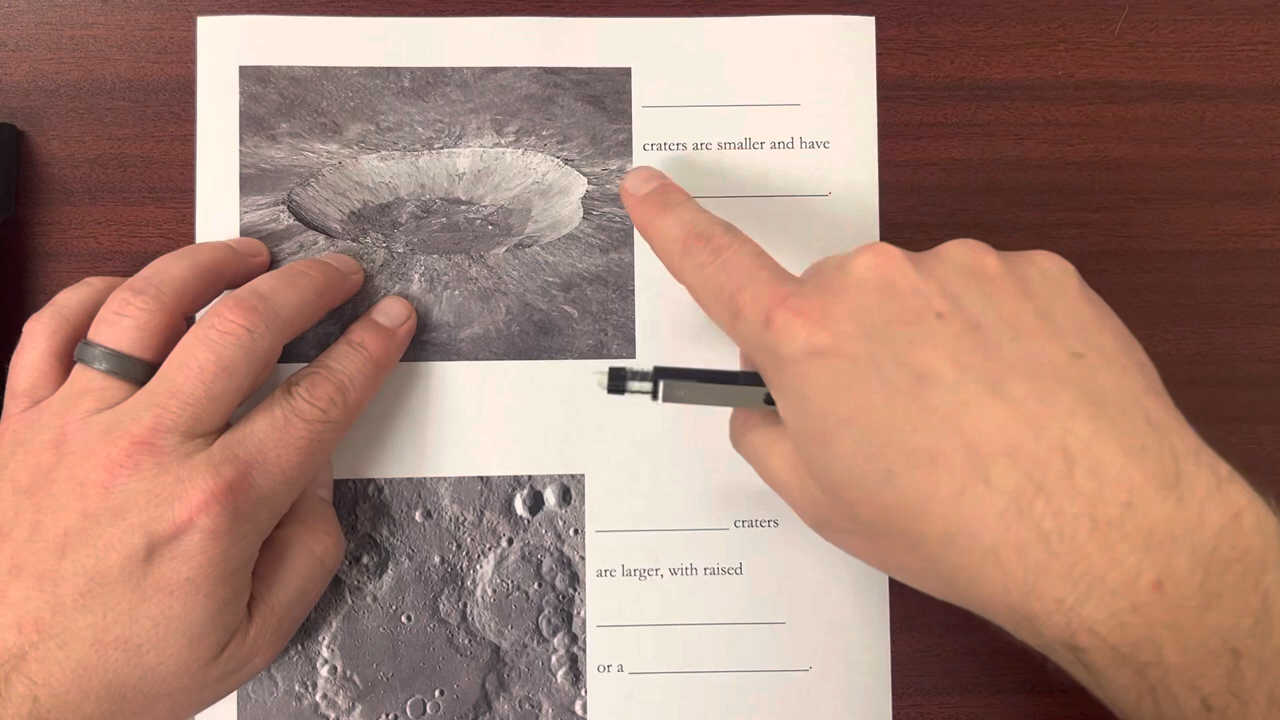 craters are smaller and have
.
craters
are larger, with raised
or a .